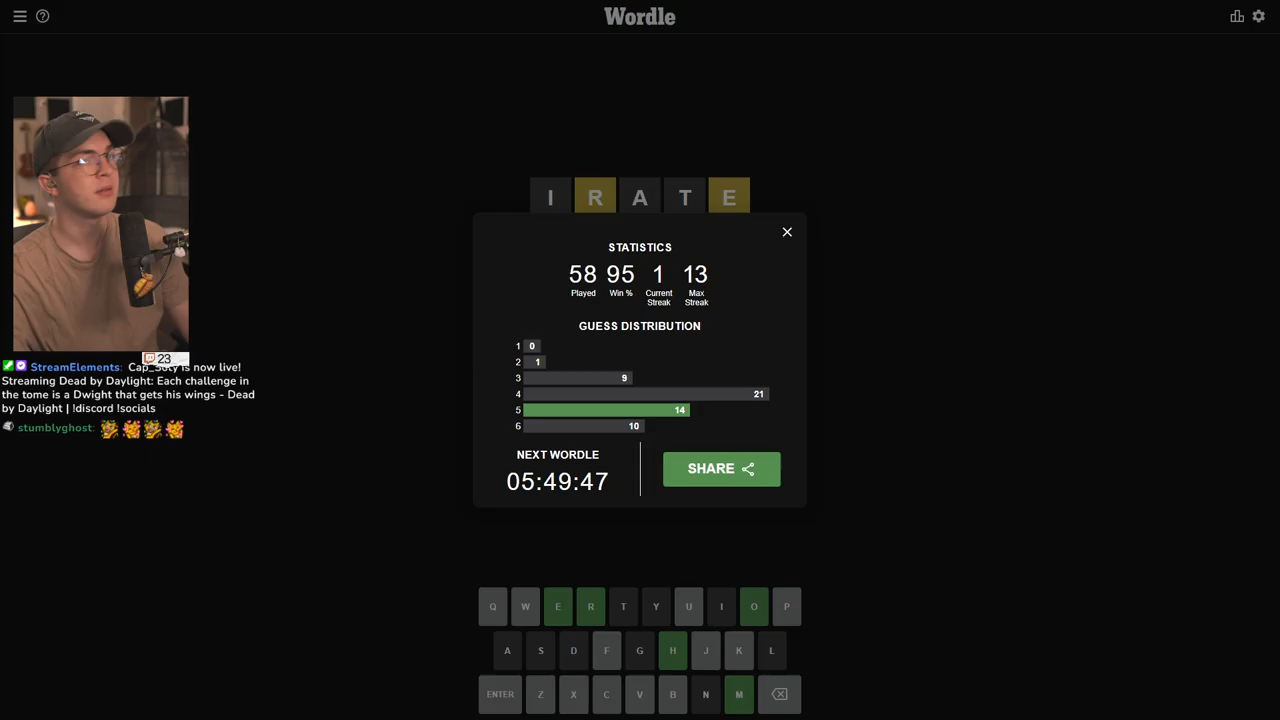 Wordle
I R A T E
STATISTICS
58 95 1 13
Played Win % Current Streak Max Streak
GUESS DISTRIBUTION
1 0
2 1
3 9
4 21
5 14
6 10
NEXT WORDLE
05:49:47
SHARE
23
StreamElements: Cap_Suty is now live!
Streaming Dead by Daylight: Each challenge in
the tome is a Dwight that gets his wings - Dead
by Daylight | !discord !socials
stumblyghost:
Q W E R T Y U I O P
A S D F G H J K L
ENTER Z X C V B N M